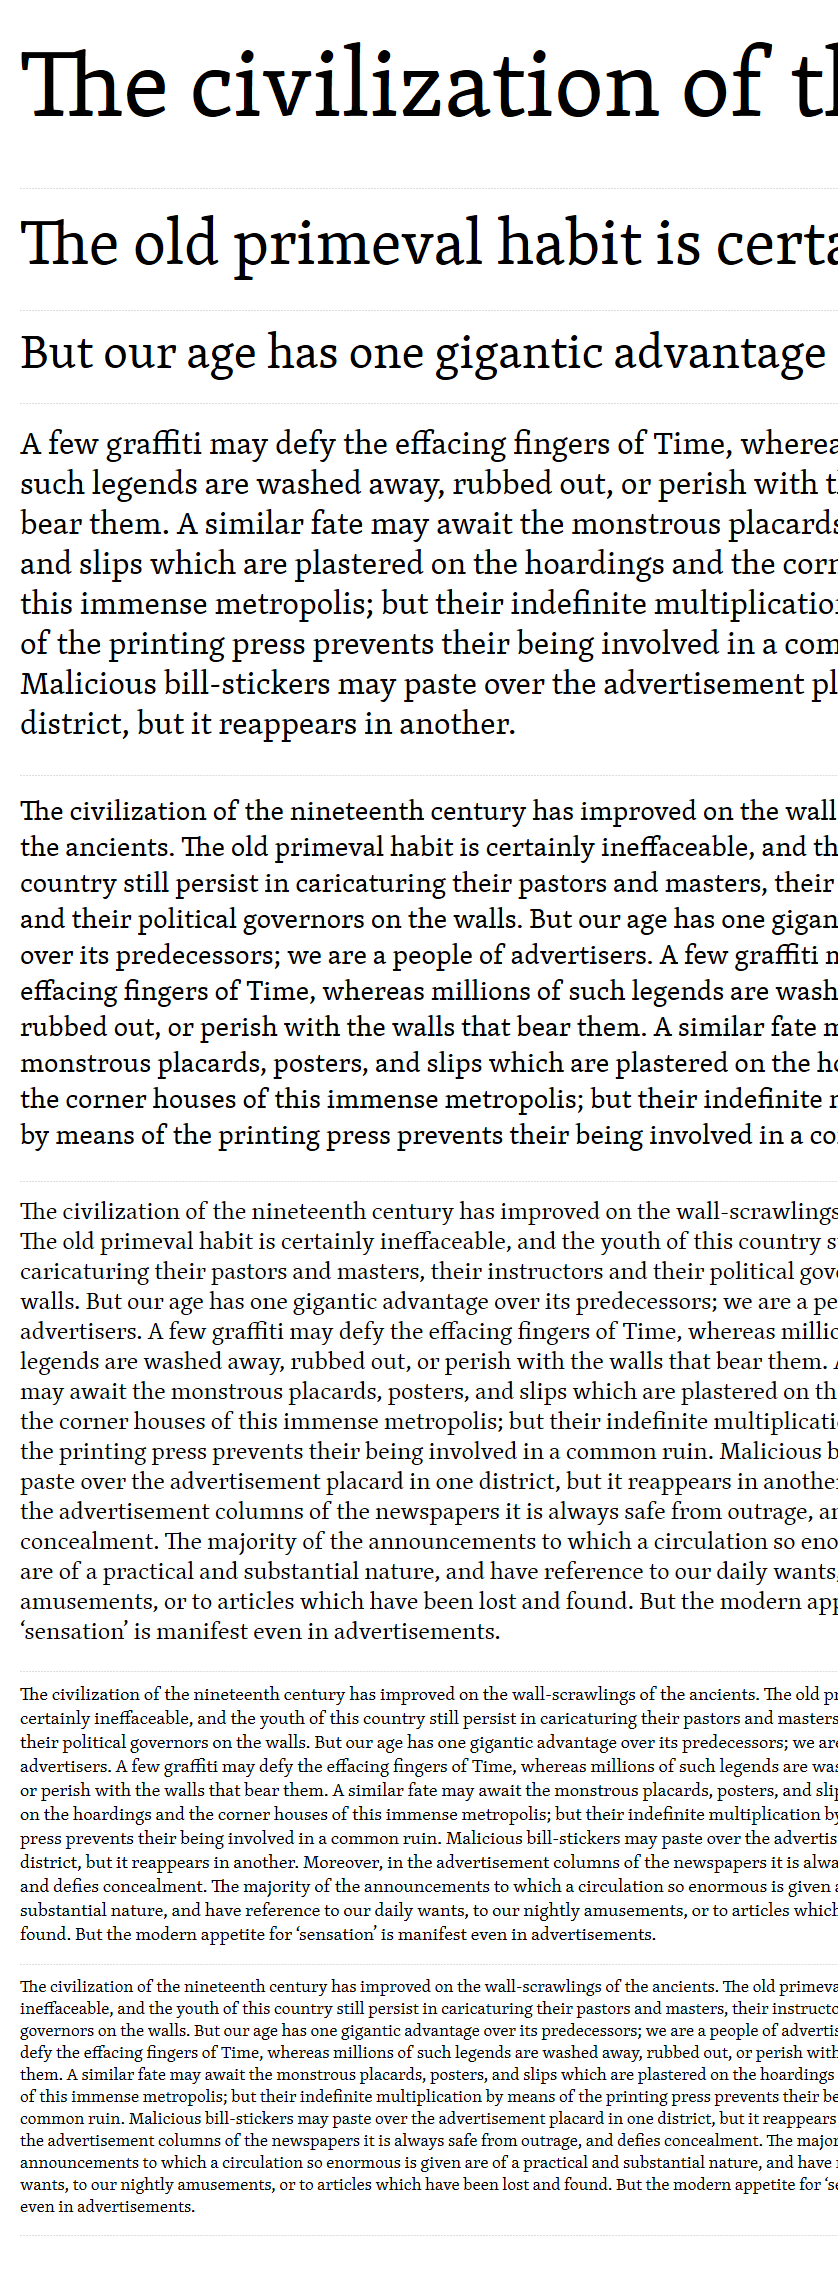 The civilization of
The old primeval habit is
But our age has one gigantic advantage
A few graffiti may defy the effacing fingers of Time,
such legends are washed away, rubbed out, or perish with
bear them. A similar fate may await the monstrous placards
and slips which are plastered on the hoardings and the
this immense metropolis; but their indefinite
of the printing press prevents their being involved in a
Malicious bill-stickers may paste over the advertisement
district, but it reappears in another.
The civilization of the nineteenth century has improved on the wall
the ancients. The old primeval habit is certainly ineffaceable, and
country still persist in caricaturing their pastors and masters, their
and their political governors on the walls. But our age has one
over its predecessors; we are a people of advertisers. A few graffiti
effacing fingers of Time, whereas millions of such legends are
rubbed out, or perish with the walls that bear them. A similar fate
monstrous placards, posters, and slips which are plastered on the
the corner houses of this immense metropolis; but their indefinite
by means of the printing press prevents their being involved in a
The civilization of the nineteenth century has improved on the wall-scrawlings
The old primeval habit is certainly ineffaceable, and the youth of this country
caricaturing their pastors and masters, their instructors and their political
walls. But our age has one gigantic advantage over its predecessors; we are a
advertisers. A few graffiti may defy the effacing fingers of Time, whereas
legends are washed away, rubbed out, or perish with the walls that bear them.
may await the monstrous placards, posters, and slips which are plastered on
the corner houses of this immense metropolis; but their indefinite
the printing press prevents their being involved in a common ruin. Malicious
paste over the advertisement placard in one district, but it reappears in
the advertisement columns of the newspapers it is always safe from outrage,
concealment. The majority of the announcements to which a circulation so
are of a practical and substantial nature, and have reference to our daily wants,
amusements, or to articles which have been lost and found. But the modern
‘sensation’ is manifest even in advertisements.
The civilization of the nineteenth century has improved on the wall-scrawlings of the ancients. The old
certainly ineffaceable, and the youth of this country still persist in caricaturing their pastors and masters
their political governors on the walls. But our age has one gigantic advantage over its predecessors; we are
advertisers. A few graffiti may defy the effacing fingers of Time, whereas millions of such legends are
or perish with the walls that bear them. A similar fate may await the monstrous placards, posters, and
on the hoardings and the corner houses of this immense metropolis; but their indefinite multiplication by
press prevents their being involved in a common ruin. Malicious bill-stickers may paste over the
district, but it reappears in another. Moreover, in the advertisement columns of the newspapers it is
and defies concealment. The majority of the announcements to which a circulation so enormous is given
substantial nature, and have reference to our daily wants, to our nightly amusements, or to articles which
found. But the modern appetite for ‘sensation’ is manifest even in advertisements.
The civilization of the nineteenth century has improved on the wall-scrawlings of the ancients. The old
ineffaceable, and the youth of this country still persist in caricaturing their pastors and masters, their
governors on the walls. But our age has one gigantic advantage over its predecessors; we are a people of
defy the effacing fingers of Time, whereas millions of such legends are washed away, rubbed out, or perish with
them. A similar fate may await the monstrous placards, posters, and slips which are plastered on the hoardings
of this immense metropolis; but their indefinite multiplication by means of the printing press prevents their
common ruin. Malicious bill-stickers may paste over the advertisement placard in one district, but it reappears
the advertisement columns of the newspapers it is always safe from outrage, and defies concealment. The
announcements to which a circulation so enormous is given are of a practical and substantial nature, and have
wants, to our nightly amusements, or to articles which have been lost and found. But the modern appetite for
even in advertisements.